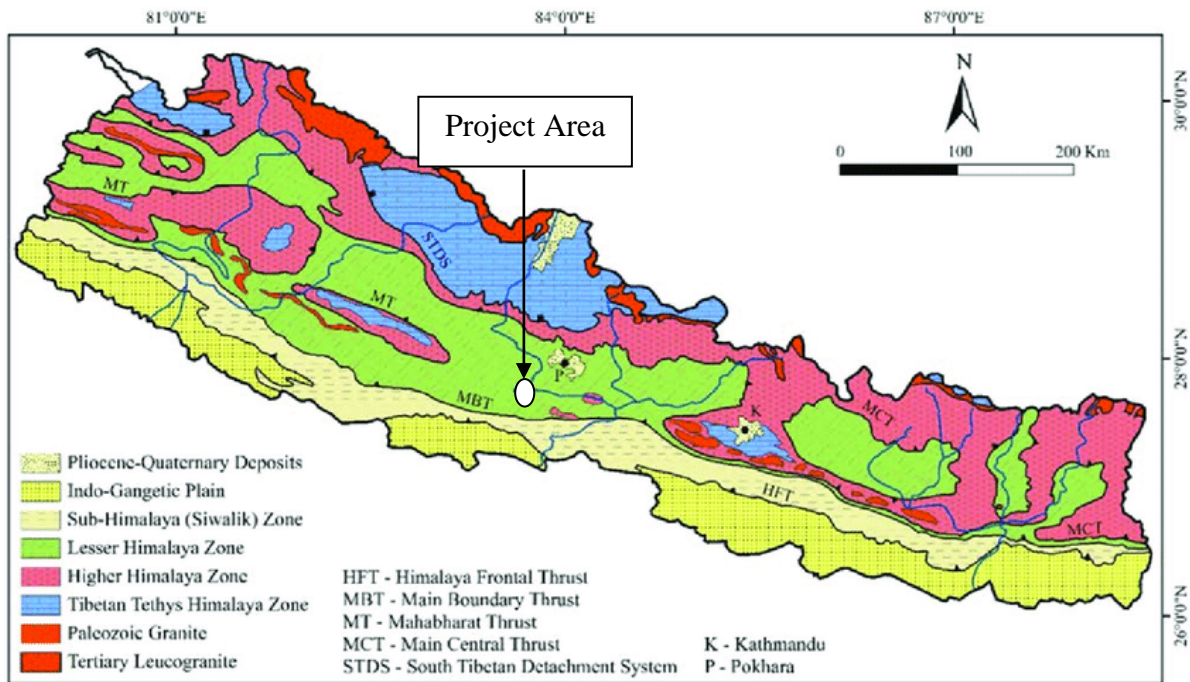 81°0'0"E 84°0'0"E 87°0'0"E
N
30°0'0"N
Project Area
0 100 200 Km
MT
STDS
MT
P
28°0'0"N
MBT
K
MCT
HFT
MCT
26°0'0"N
Pliocene-Quaternary Deposits
Indo-Gangetic Plain
Sub-Himalaya (Siwalik) Zone
Lesser Himalaya Zone
Higher Himalaya Zone
Tibetan Tethys Himalaya Zone
Paleozoic Granite
Tertiary Leucogranite
HFT - Himalaya Frontal Thrust
MBT - Main Boundary Thrust
MT - Mahabharat Thrust
MCT - Main Central Thrust
STDS - South Tibetan Detachment System
K - Kathmandu
P - Pokhara